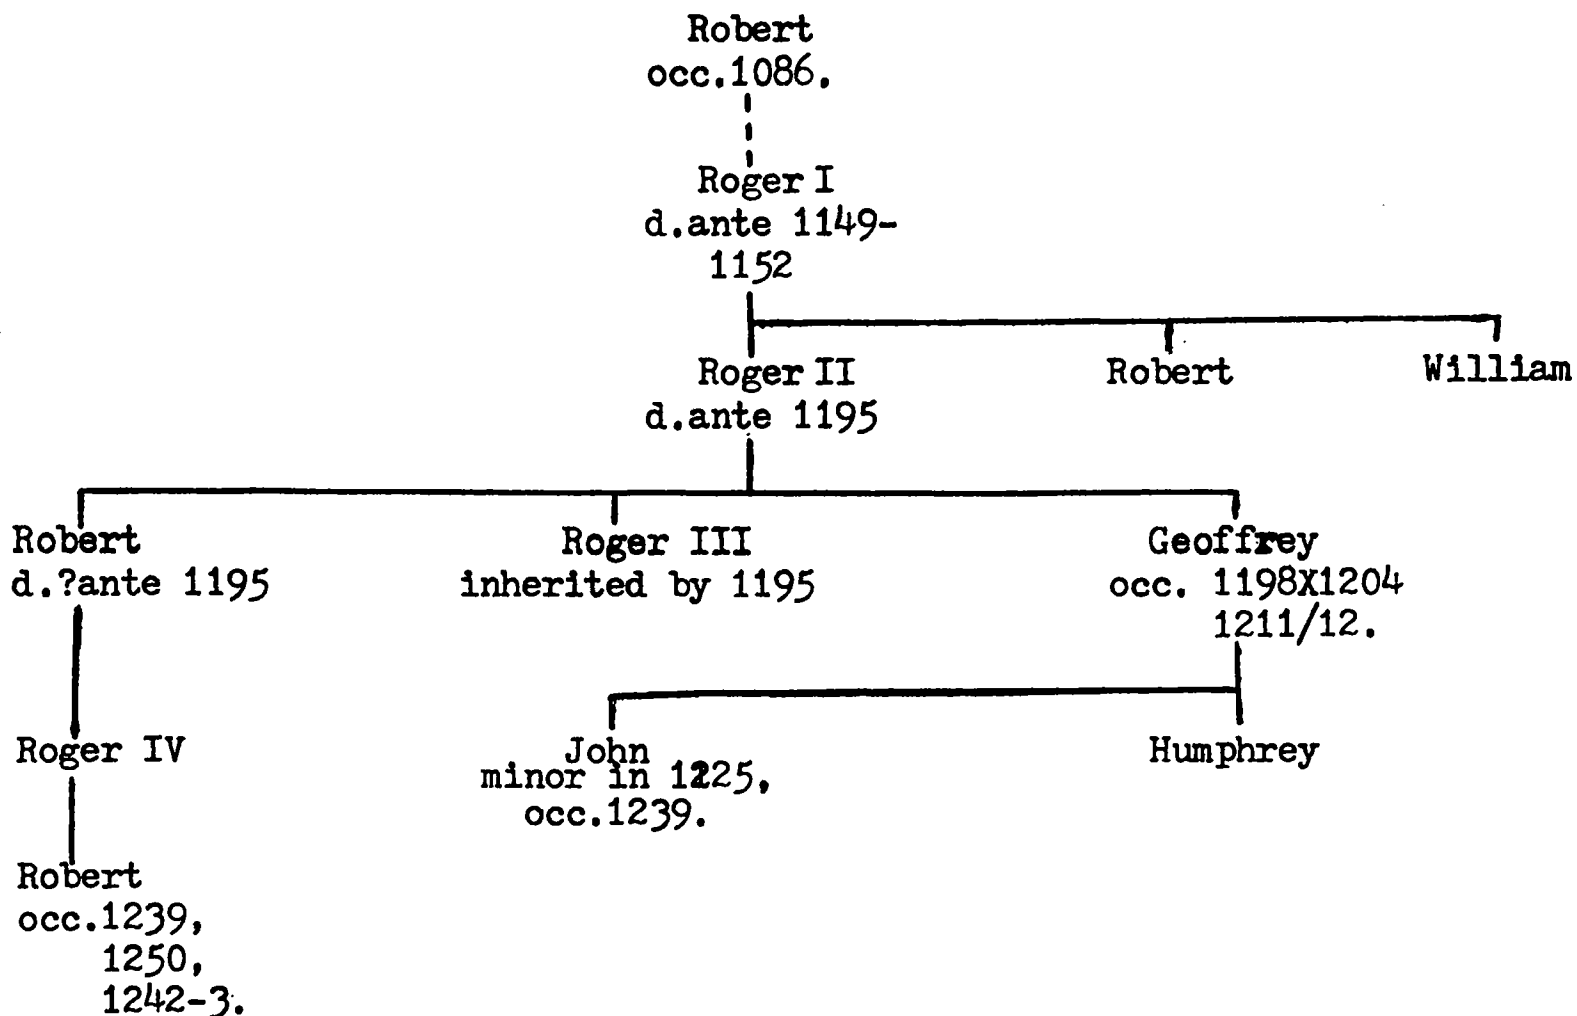 Robert
occ.1086.
Roger I
d.ante 1149-
1152
Roger II
d.ante 1195
Robert
William
Robert
d.?ante 1195
Roger III
inherited by 1195
Geoffrey
occ. 1198X1204
1211/12.
Roger IV
John
minor in 1225,
occ.1239.
Humphrey
Robert
occ.1239,
1250,
1242-3.